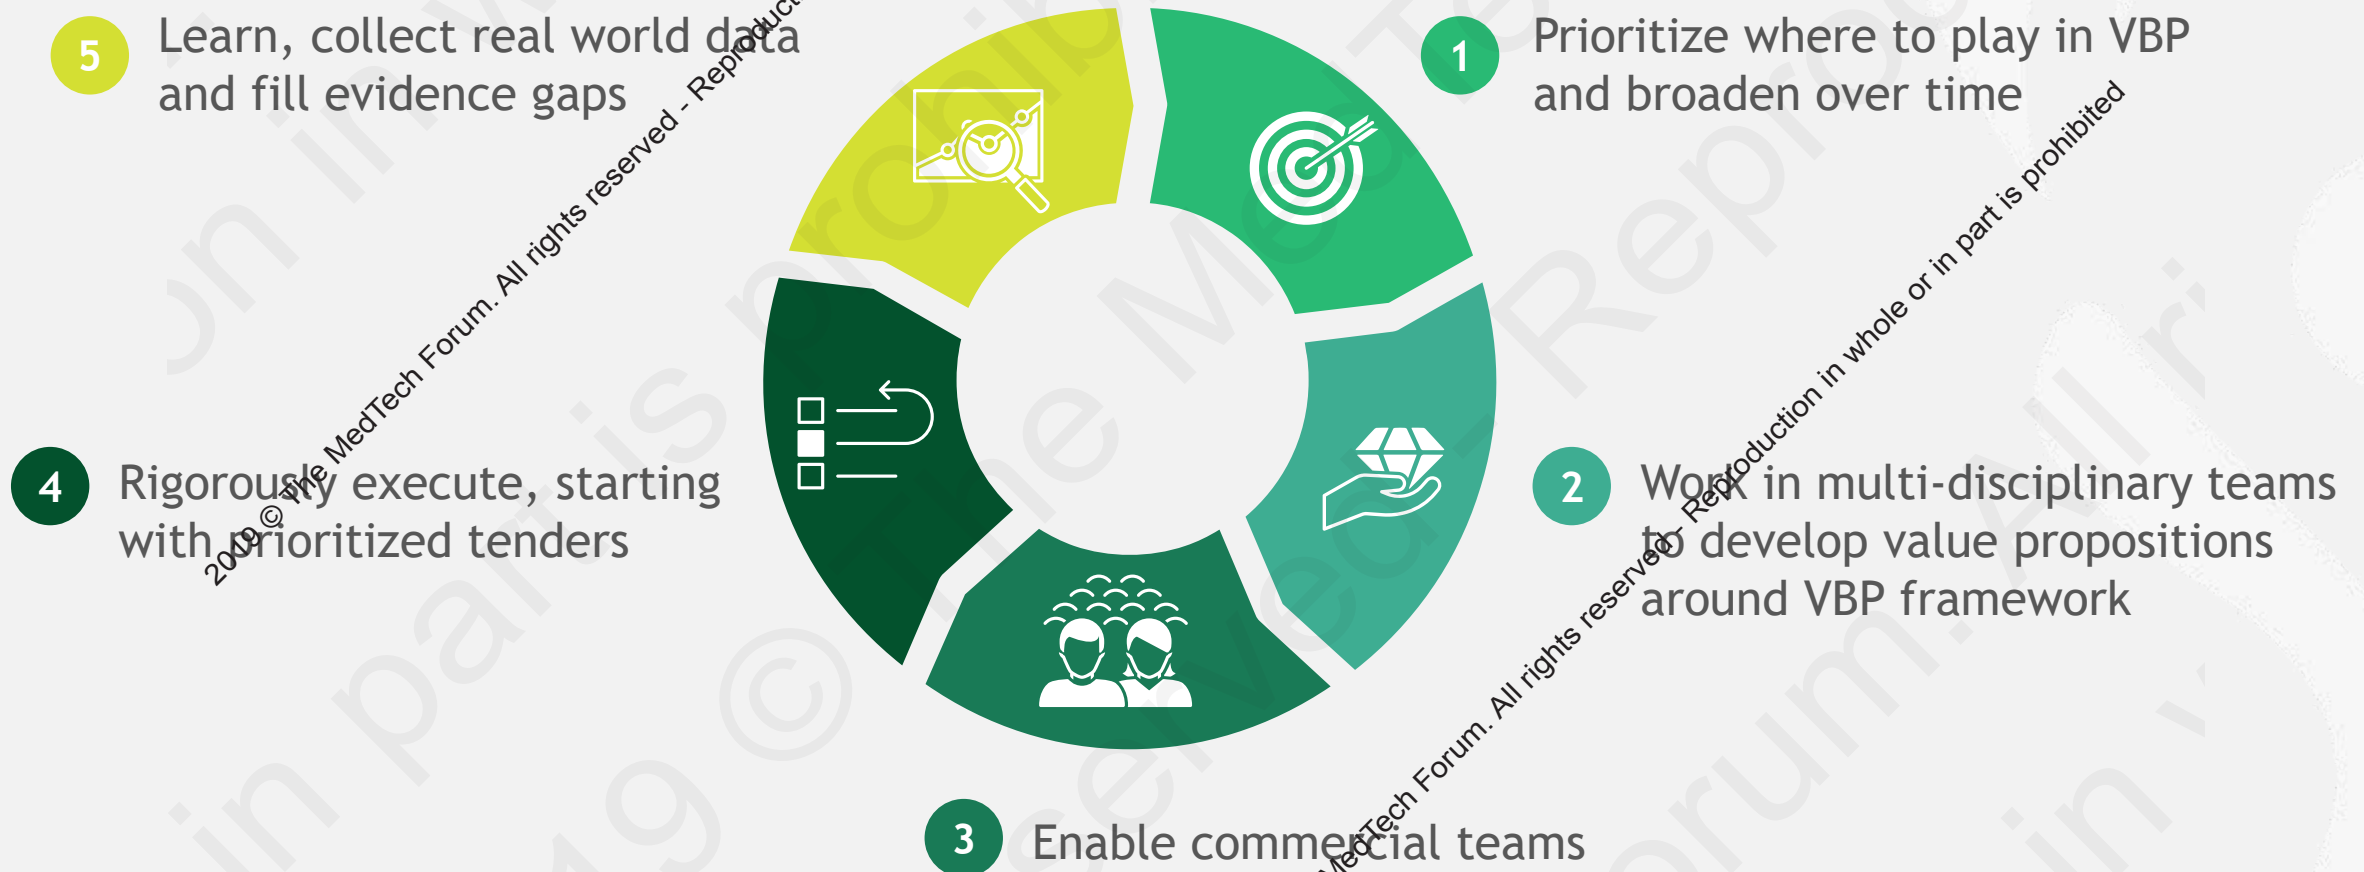 1
Prioritize where to play in VBP
and broaden over time
2
Work in multi-disciplinary teams
to develop value propositions
around VBP framework
3
Enable commercial teams
4
Rigorously execute, starting
with prioritized tenders
5
Learn, collect real world data
and fill evidence gaps
2019 © The MedTech Forum. All rights reserved - Reproduct
MedTech Forum. All rights reserved - Reproduction in whole or in part is prohibited